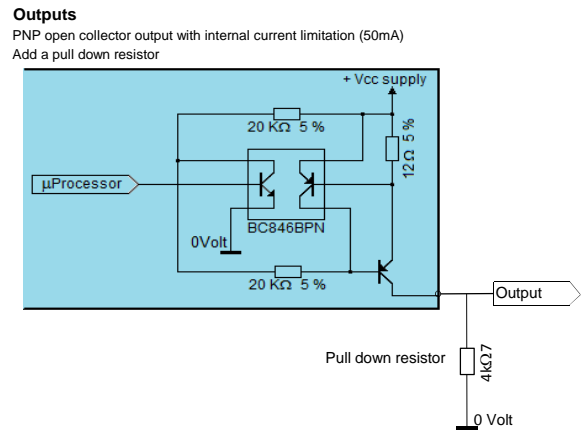 Outputs
PNP open collector output with internal current limitation (50mA)
Add a pull down resistor
+ Vcc supply
20 KΩ 5 %
12Ω 5 %
µProcessor
BC846BPN
0Volt
20 KΩ 5 %
Output
Pull down resistor
4kΩ7
0 Volt